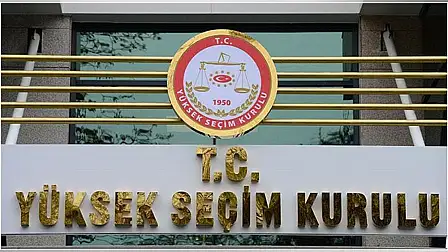 T.C.
YÜKSEK SEÇİM KURULU
1950
T.C.
YÜKSEK SEÇİM KURULU